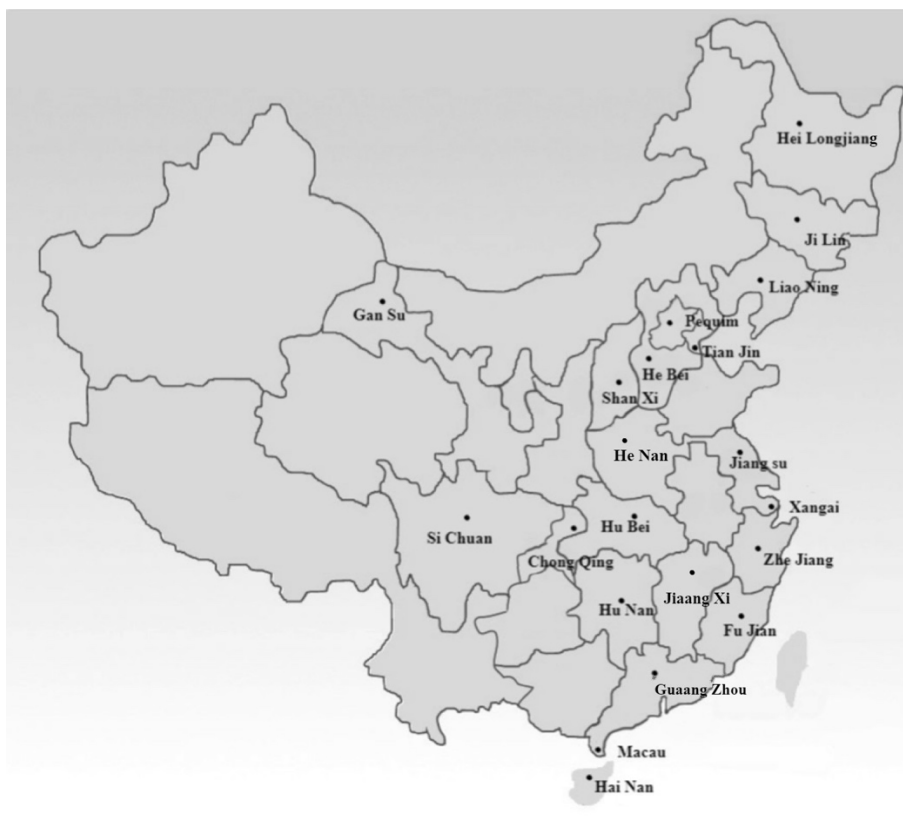 Hei Longjiang
Ji Lin
Liao Ning
Gan Su
Pequim
Tian Jin
He Bei
Shan Xi
He Nan
Jiang su
Xangai
Hu Bei
Si Chuan
Zhe Jiang
Chong Qing
Jiaang Xi
Hu Nan
Fu Jian
Guaang Zhou
Macau
Hai Nan